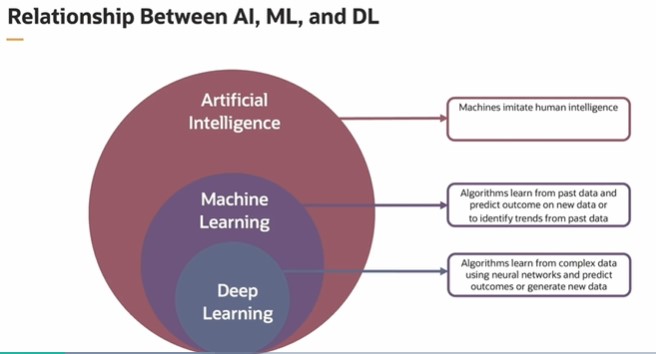 Relationship Between AI, ML, and DL
Artificial
Intelligence
Machines imitate human intelligence
Machine
Learning
Algorithms learn from past data and
predict outcome on new data or
to identify trends from past data
Deep
Learning
Algorithms learn from complex data
using neural networks and predict
outcomes or generate new data